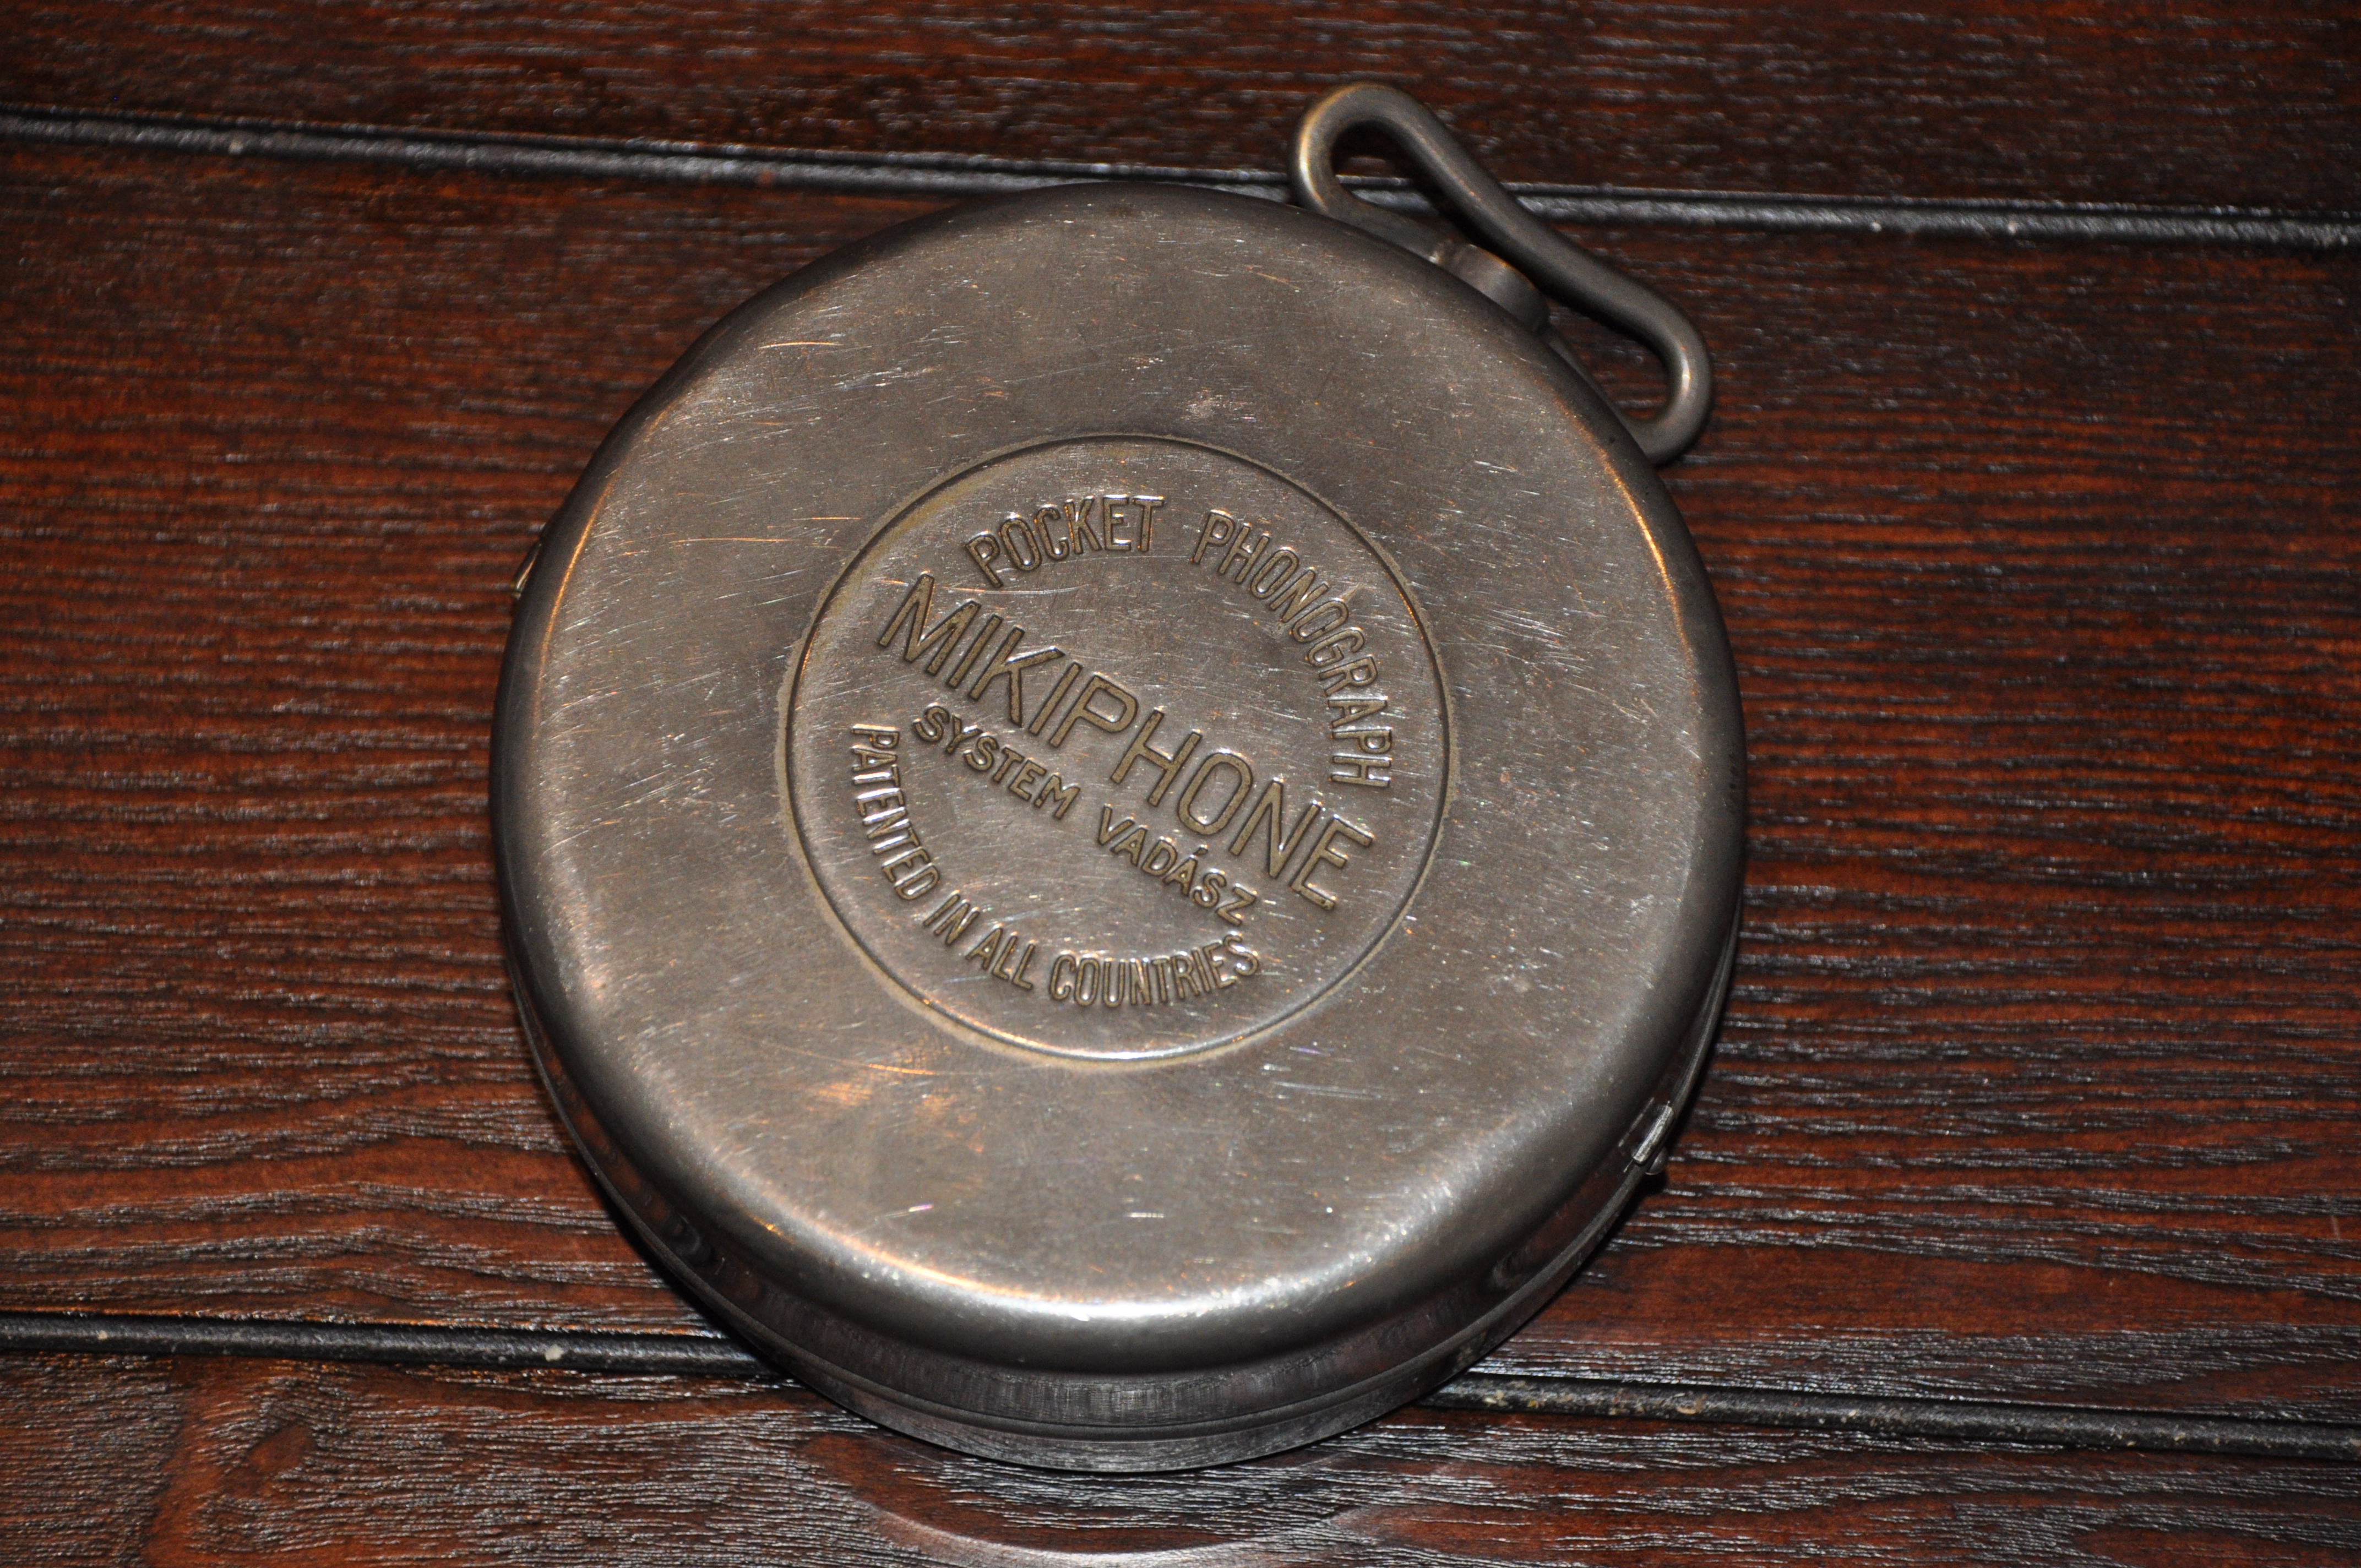 POCKET PHONOGRAPH
MIKIPHONE
SYSTEM VADÁSZ
PATENTED IN ALL COUNTRIES